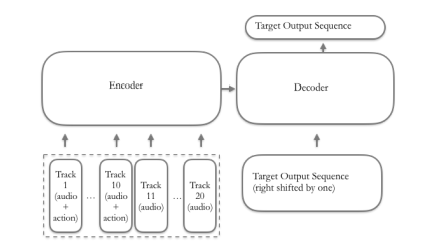 Target Output Sequence
Encoder
Decoder
Track
1
(audio
+
action)
...
Track
10
(audio
+
action)
Track
11
(audio)
...
Track
20
(audio)
Target Output Sequence
(right shifted by one)